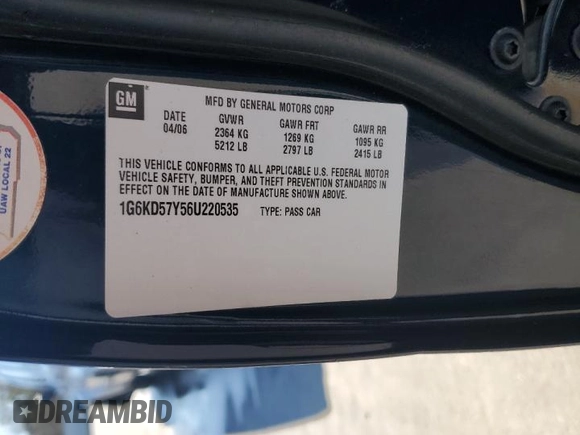 GM
MFD BY GENERAL MOTORS CORP
DATE GVWR GAWR FRT GAWR RR
04/06 2364 KG 1269 KG 1095 KG
5212 LB 2797 LB 2415 LB
THIS VEHICLE CONFORMS TO ALL APPLICABLE U.S. FEDERAL MOTOR
VEHICLE SAFETY, BUMPER, AND THEFT PREVENTION STANDARDS IN
EFFECT ON THE DATE OF MANUFACTURE SHOWN ABOVE.
1G6KD57Y56U220535 TYPE: PASS CAR
UAW LOCAL 22
DREAMBID